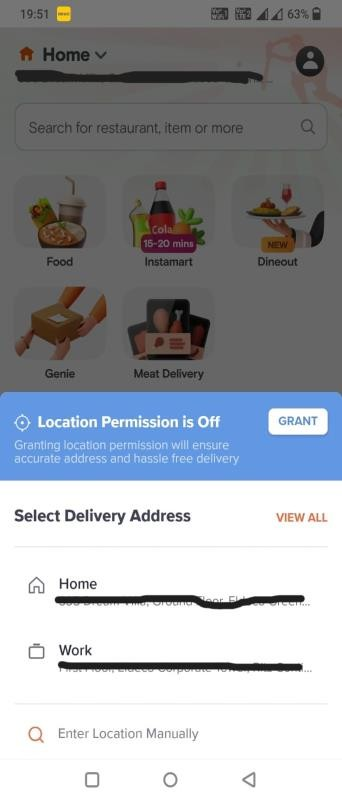 19:51
63%
Home
Search for restaurant, item or more
Cola
15-20 mins
NEW
Food
Instamart
Dineout
Genie
Meat Delivery
Location Permission is Off
GRANT
Granting location permission will ensure
accurate address and hassle free delivery
Select Delivery Address
VIEW ALL
Home
Work
Enter Location Manually